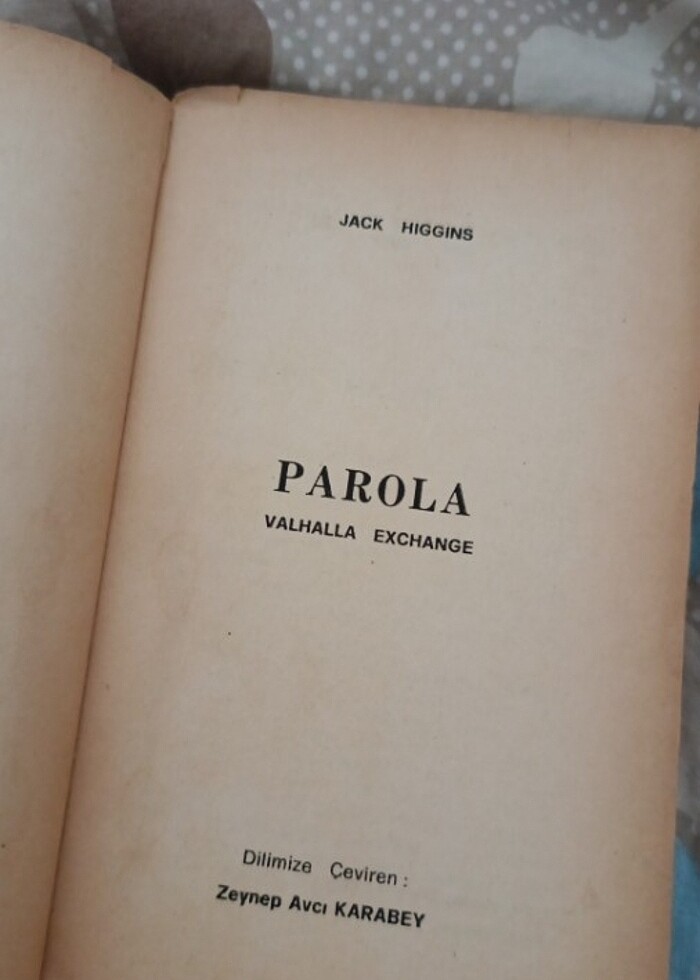 JACK HIGGINS
PAROLA
VALHALLA EXCHANGE
Dilimize Çeviren :
Zeynep Avcı KARABEY